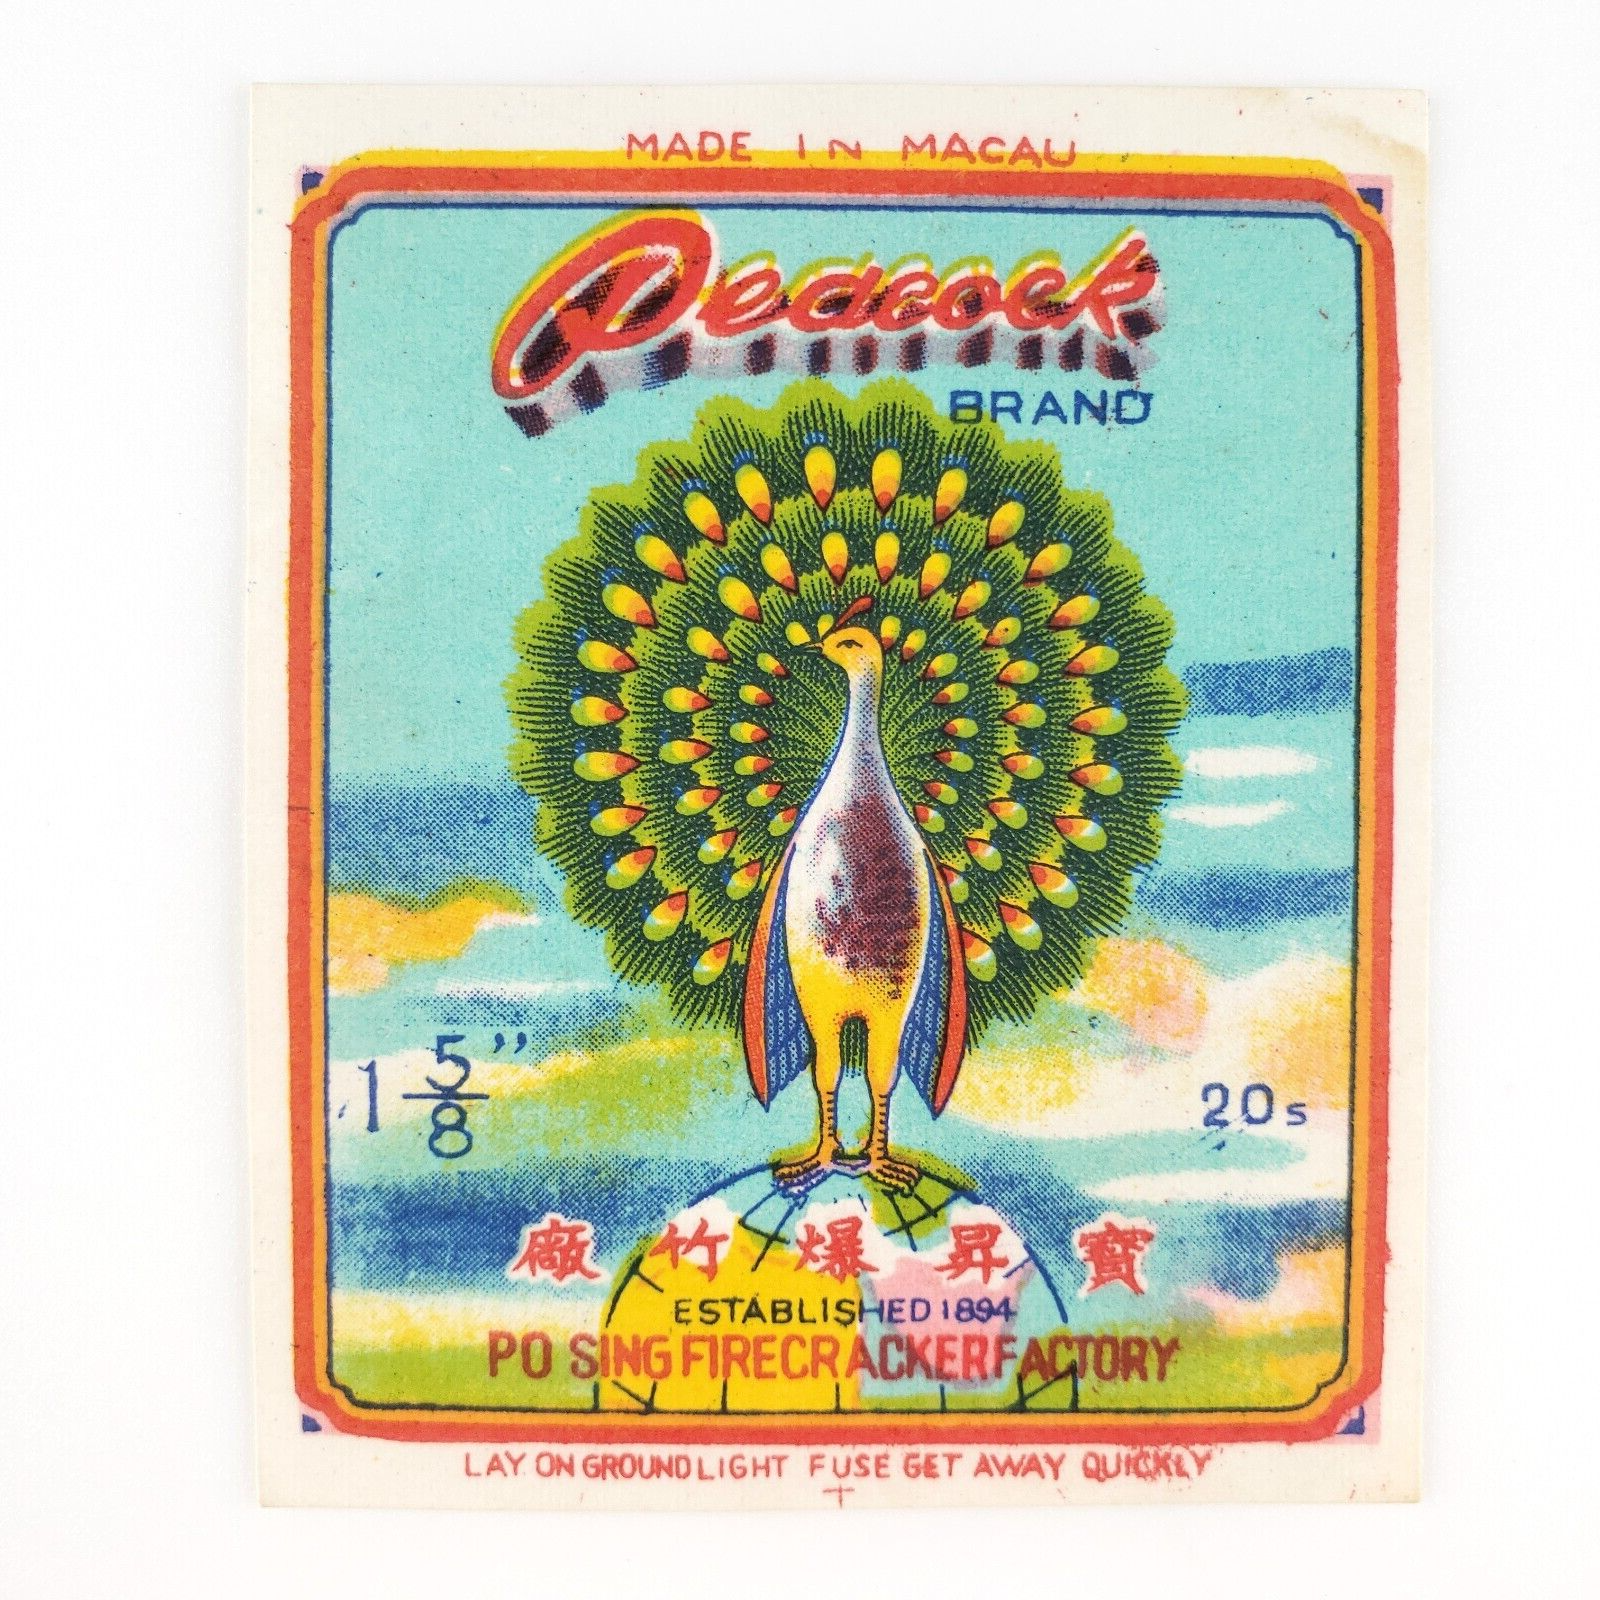 MADE IN MACAU
Peacock
BRAND
1 5/8"
20s
廠竹爆昇寶
ESTABLISHED 1894
PO SING FIRECRACKER FACTORY
LAY ON GROUND LIGHT FUSE GET AWAY QUICKLY